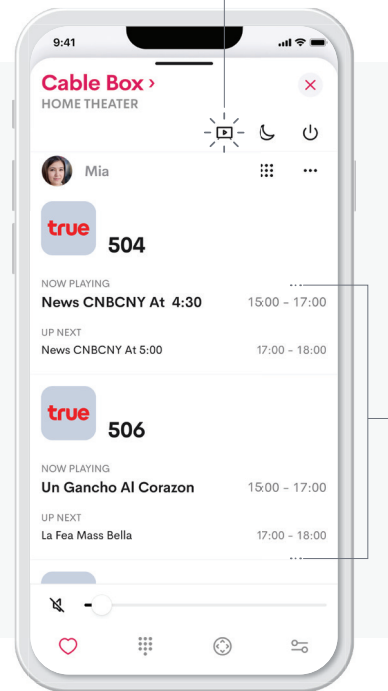 9:41
Cable Box ›
HOME THEATER
Mia
true
504
NOW PLAYING
News CNBCNY At 4:30 15:00 - 17:00
UP NEXT
News CNBCNY At 5:00 17:00 - 18:00
true
506
NOW PLAYING
Un Gancho Al Corazon 15:00 - 17:00
UP NEXT
La Fea Mass Bella 17:00 - 18:00